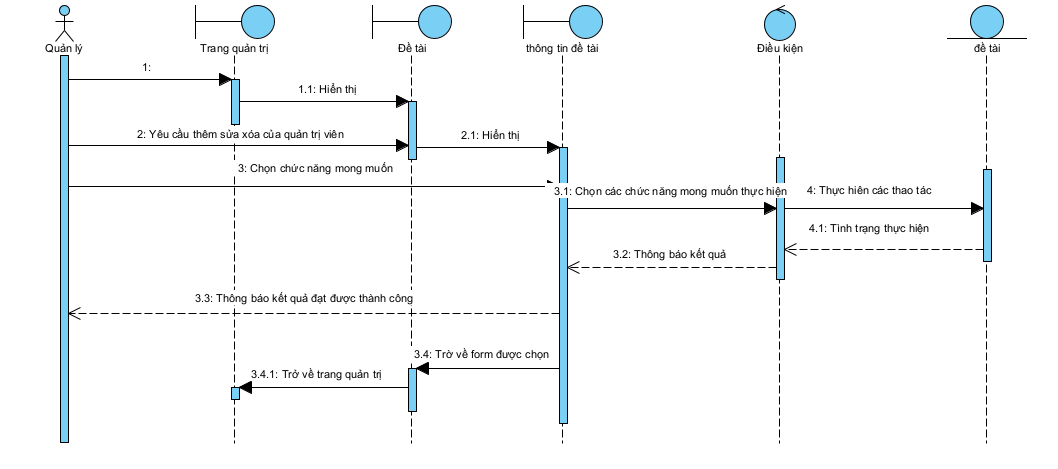 Quản lý
Trang quản trị
Đề tài
thông tin đề tài
Điều kiện
đề tài
1:
1.1: Hiển thị
2: Yêu cầu thêm sửa xóa của quản trị viên
2.1: Hiển thị
3: Chọn chức năng mong muốn
3.1: Chọn các chức năng mong muốn thực hiện
4: Thực hiên các thao tác
4.1: Tình trạng thực hiện
3.2: Thông báo kết quả
3.3: Thông báo kết quả đạt được thành công
3.4: Trờ về form được chọn
3.4.1: Trở về trang quản trị